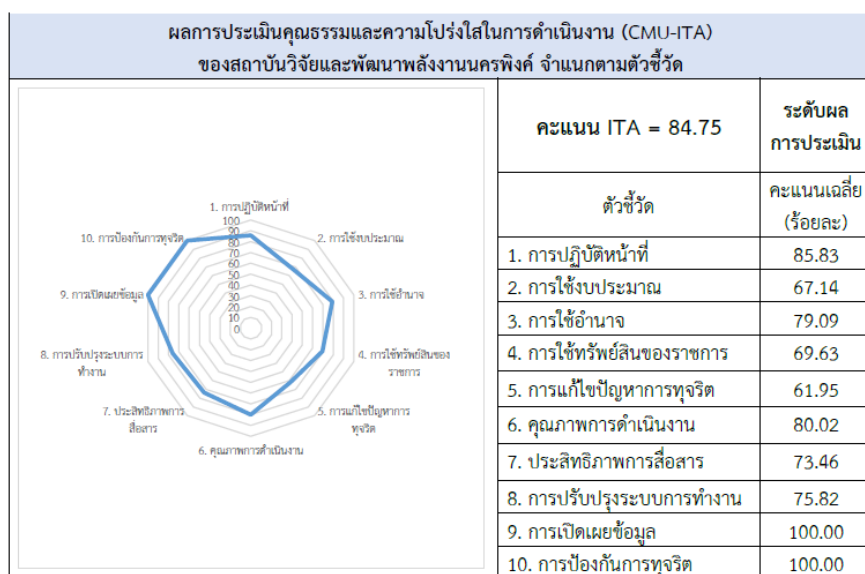 ผลการประเมินคุณธรรมและความโปร่งใสในการดำเนินงาน (CMU-ITA)
ของสถาบันวิจัยและพัฒนาพลังงานนครพิงค์ จำแนกตามตัวชี้วัด
1. การปฏิบัติหน้าที่
2. การใช้งบประมาณ
3. การใช้อำนาจ
4. การใช้ทรัพย์สินของ
ราชการ
5. การแก้ไขปัญหาการ
ทุจริต
6. คุณภาพการดำเนินงาน
7. ประสิทธิภาพการ
สื่อสาร
8. การปรับปรุงระบบการ
ทำงาน
9. การเปิดเผยข้อมูล
10. การป้องกันการทุจริต
100
90
80
70
60
50
40
30
20
10
0
คะแนน ITA = 84.75
ระดับผล
การประเมิน
ตัวชี้วัด
คะแนนเฉลี่ย
(ร้อยละ)
1. การปฏิบัติหน้าที่ 85.83
2. การใช้งบประมาณ 67.14
3. การใช้อำนาจ 79.09
4. การใช้ทรัพย์สินของราชการ 69.63
5. การแก้ไขปัญหาการทุจริต 61.95
6. คุณภาพการดำเนินงาน 80.02
7. ประสิทธิภาพการสื่อสาร 73.46
8. การปรับปรุงระบบการทำงาน 75.82
9. การเปิดเผยข้อมูล 100.00
10. การป้องกันการทุจริต 100.00